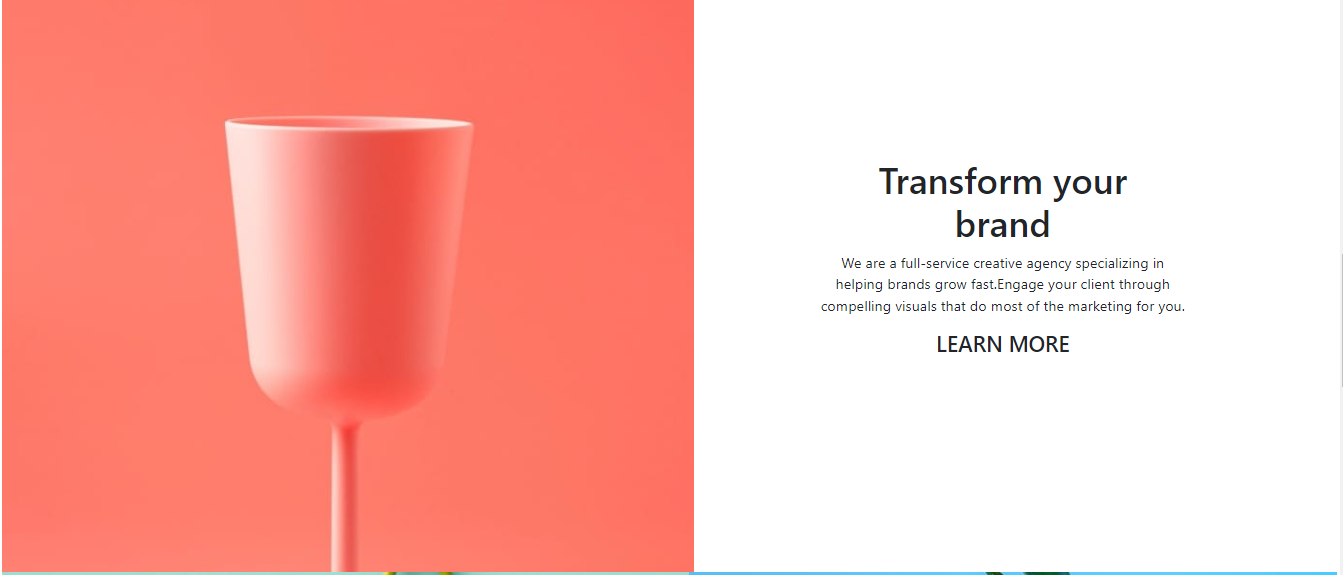 Transform your
brand
We are a full-service creative agency specializing in
helping brands grow fast.Engage your client through
compelling visuals that do most of the marketing for you.
LEARN MORE